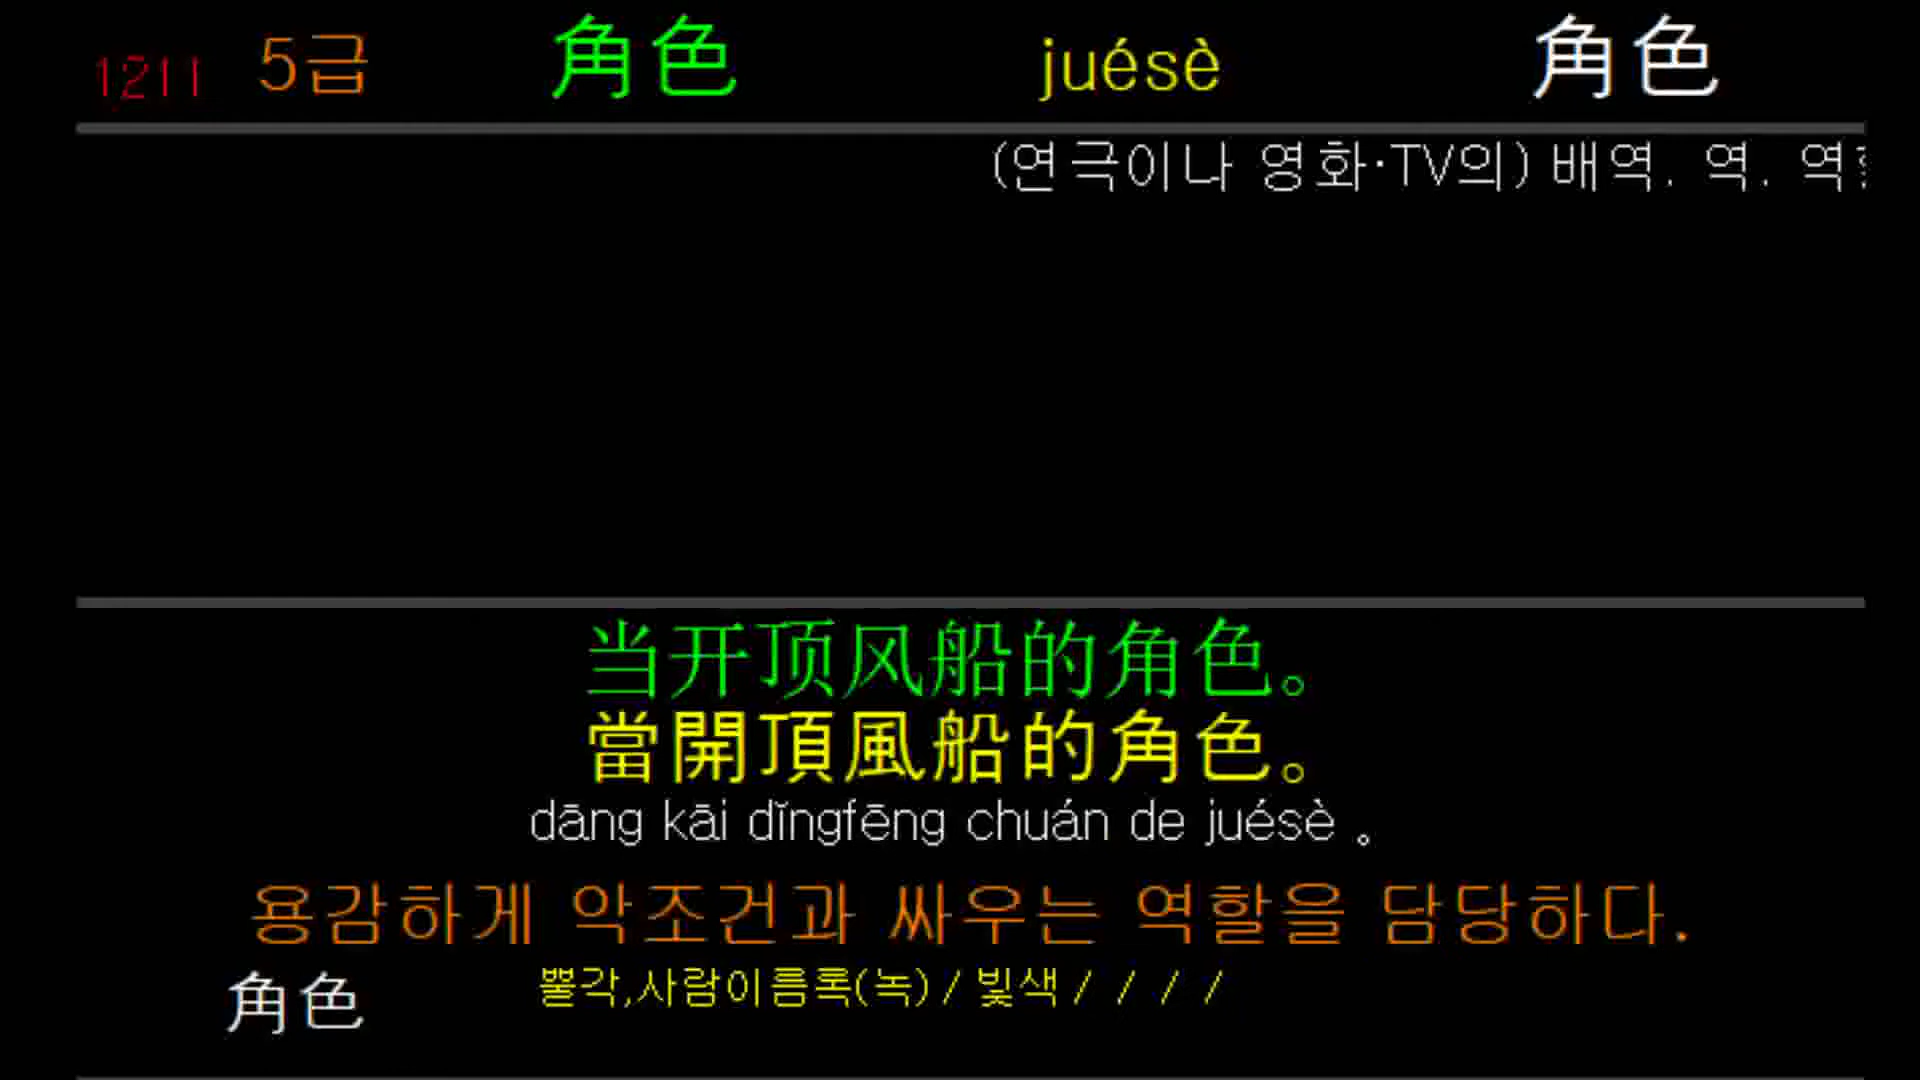 1211 5급 角色 juésè 角色
(연극이나 영화·TV의) 배역. 역.
当开顶风船的角色。
當開頂風船的角色。
dāng kāi dǐngfēng chuán de juésè 。
용감하게 악조건과 싸우는 역할을 담당하다.
角色 뿔각,사람이름록(녹) / 빛색 / / / /